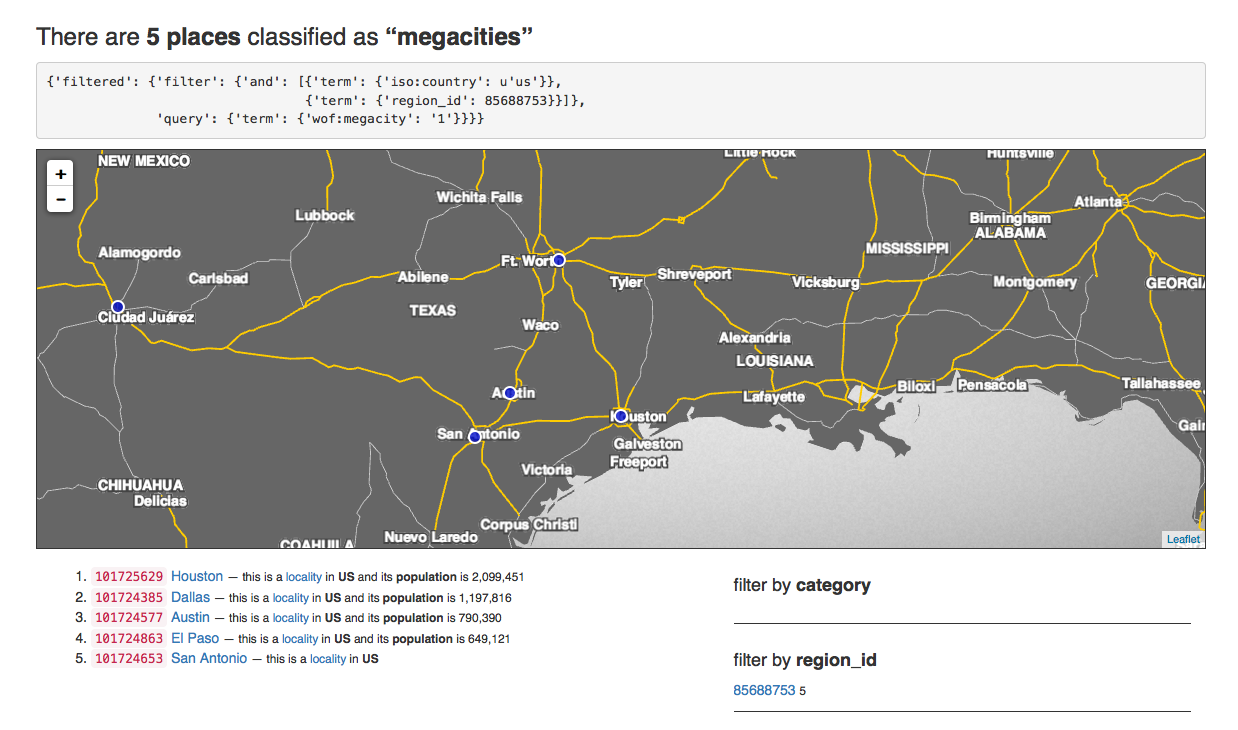 There are 5 places classified as “megacities”
{'filtered': {'filter': {'and': [{'term': {'iso:country': u'us'}},
{'term': {'region_id': 85688753}}]},
'query': {'term': {'wof:megacity': '1'}}}}
+
−
NEW MEXICO
Little Rock
Huntsville
Wichita Falls
Atlanta
Lubbock
Birmingham
ALABAMA
MISSISSIPPI
Alamogordo
Ft. Wort
Carlsbad
Abilene
Tyler
Shreveport
Vicksburg
Montgomery
GEORGIA
TEXAS
Ciudad Juárez
Waco
Alexandria
LOUISIANA
Austin
Lafayette
Biloxi
Pensacola
Tallahassee
Houston
Gai
San Antonio
Galveston
Freeport
Victoria
CHIHUAHUA
Delicias
Corpus Christi
Nuevo Laredo
COAHUILA
Leaflet
1. 101725629 Houston — this is a locality in US and its population is 2,099,451
2. 101724385 Dallas — this is a locality in US and its population is 1,197,816
3. 101724577 Austin — this is a locality in US and its population is 790,390
4. 101724863 El Paso — this is a locality in US and its population is 649,121
5. 101724653 San Antonio — this is a locality in US
filter by category
filter by region_id
85688753 5